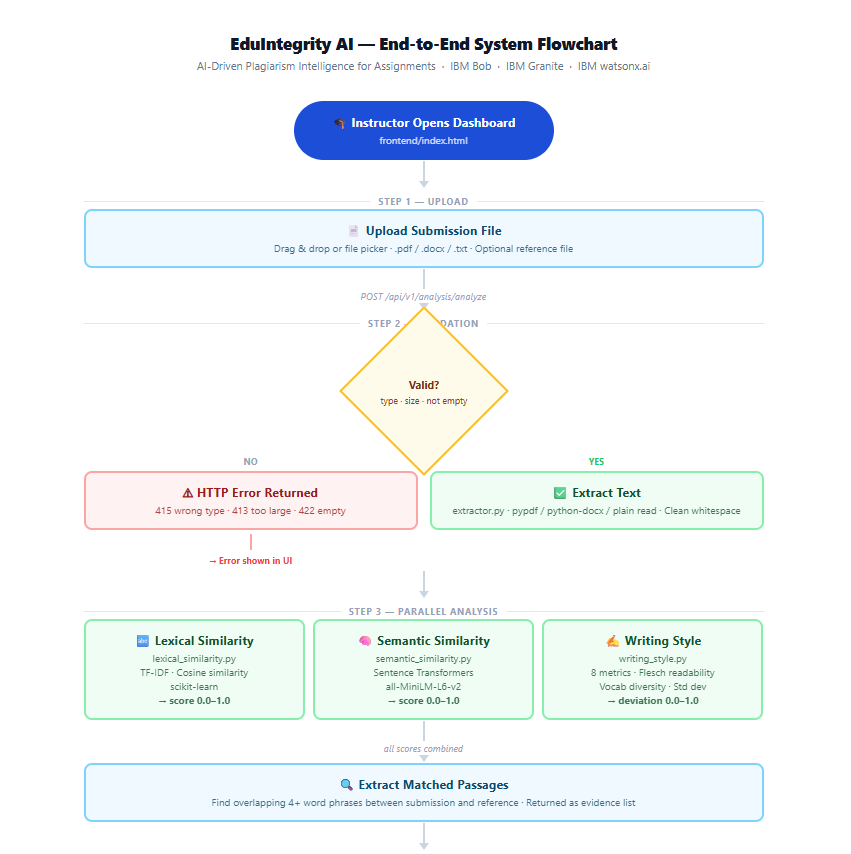 EduIntegrity AI — End-to-End System Flowchart
AI-Driven Plagiarism Intelligence for Assignments · IBM Bob · IBM Granite · IBM watsonx.ai
Instructor Opens Dashboard
frontend/index.html
STEP 1 — UPLOAD
Upload Submission File
Drag & drop or file picker · .pdf / .docx / .txt · Optional reference file
POST /api/v1/analysis/analyze
STEP 2 DATION
Valid?
type · size · not empty
NO
YES
⚠ HTTP Error Returned
415 wrong type · 413 too large · 422 empty
✅ Extract Text
extractor.py · pypdf / python-docx / plain read · Clean whitespace
→ Error shown in UI
STEP 3 — PARALLEL ANALYSIS
abc Lexical Similarity
lexical_similarity.py
TF-IDF · Cosine similarity
scikit-learn
→ score 0.0–1.0
Semantic Similarity
semantic_similarity.py
Sentence Transformers
all-MiniLM-L6-v2
→ score 0.0–1.0
Writing Style
writing_style.py
8 metrics · Flesch readability
Vocab diversity · Std dev
→ deviation 0.0–1.0
all scores combined
Extract Matched Passages
Find overlapping 4+ word phrases between submission and reference · Returned as evidence list